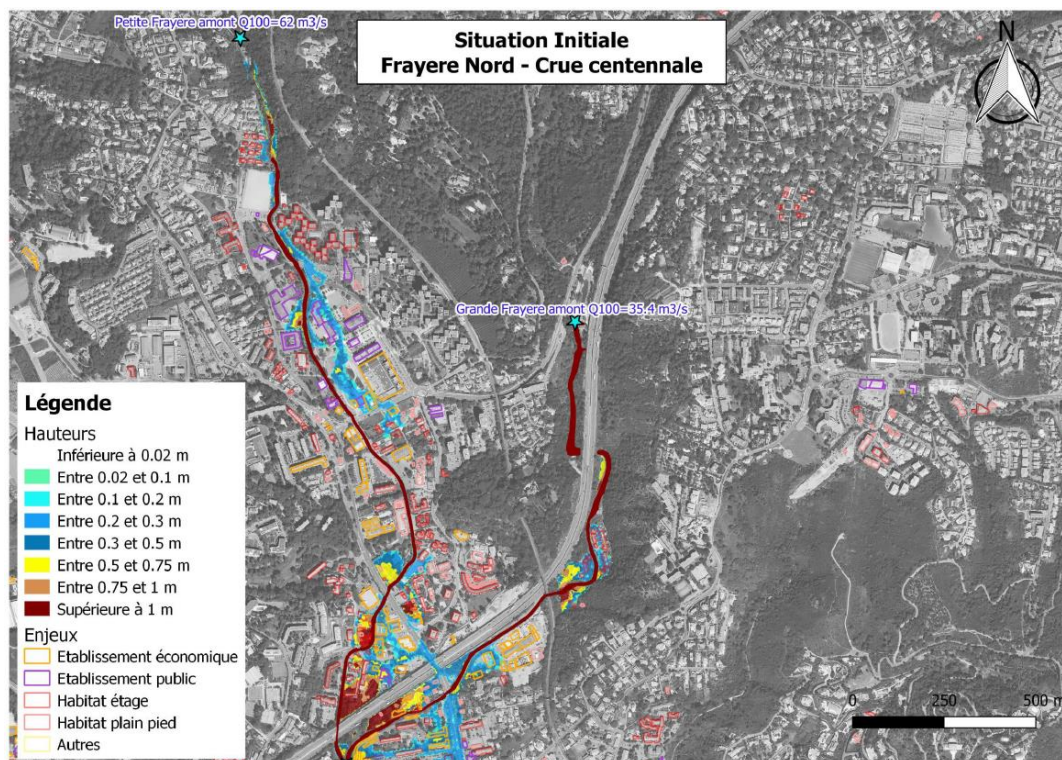 Petite Frayere amont Q100=62 m3/s
Situation Initiale
Frayere Nord - Crue centennale
N
Grande Frayere amont Q100=35.4 m3/s
Légende
Hauteurs
Inférieure à 0.02 m
Entre 0.02 et 0.1 m
Entre 0.1 et 0.2 m
Entre 0.2 et 0.3 m
Entre 0.3 et 0.5 m
Entre 0.5 et 0.75 m
Entre 0.75 et 1 m
Supérieure à 1 m
Enjeux
Etablissement économique
Etablissement public
Habitat étage
Habitat plain pied
Autres
0 250 500 m